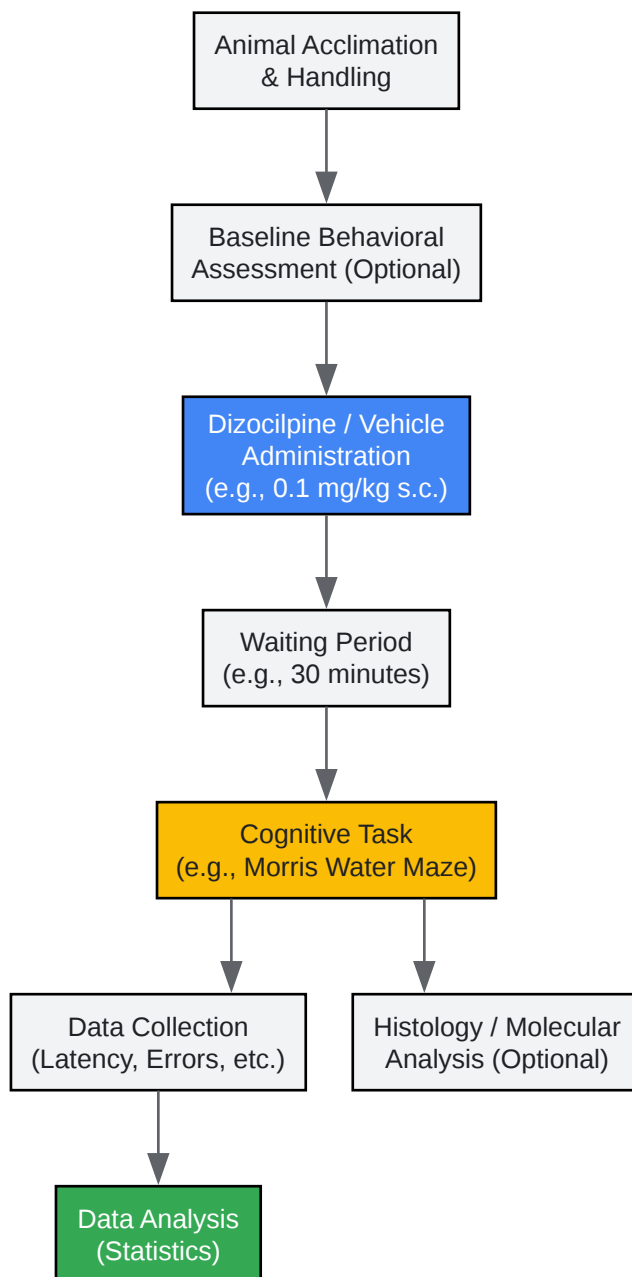 Animal Acclimation
& Handling
Baseline Behavioral
Assessment (Optional)
Dizocilpine / Vehicle
Administration
(e.g., 0.1 mg/kg s.c.)
Waiting Period
(e.g., 30 minutes)
Cognitive Task
(e.g., Morris Water Maze)
Data Collection
(Latency, Errors, etc.)
Histology / Molecular
Analysis (Optional)
Data Analysis
(Statistics)